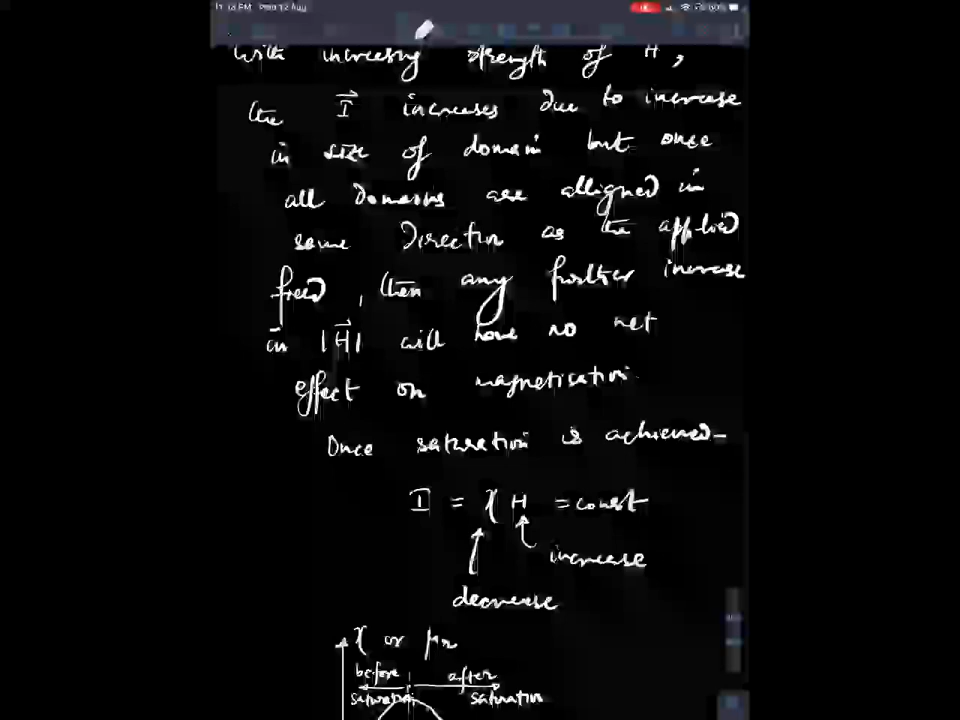 with increasing strength of H,
the I⃗ increases due to increase
in size of domain but once
all domains are alligned in
same direction as the applied
field, then any further increase
in |H⃗| will have no net
effect on magnetisation.
Once saturation is achieved-
I = χ H = const
increase
decrease
χ or μr
before after
saturation saturation